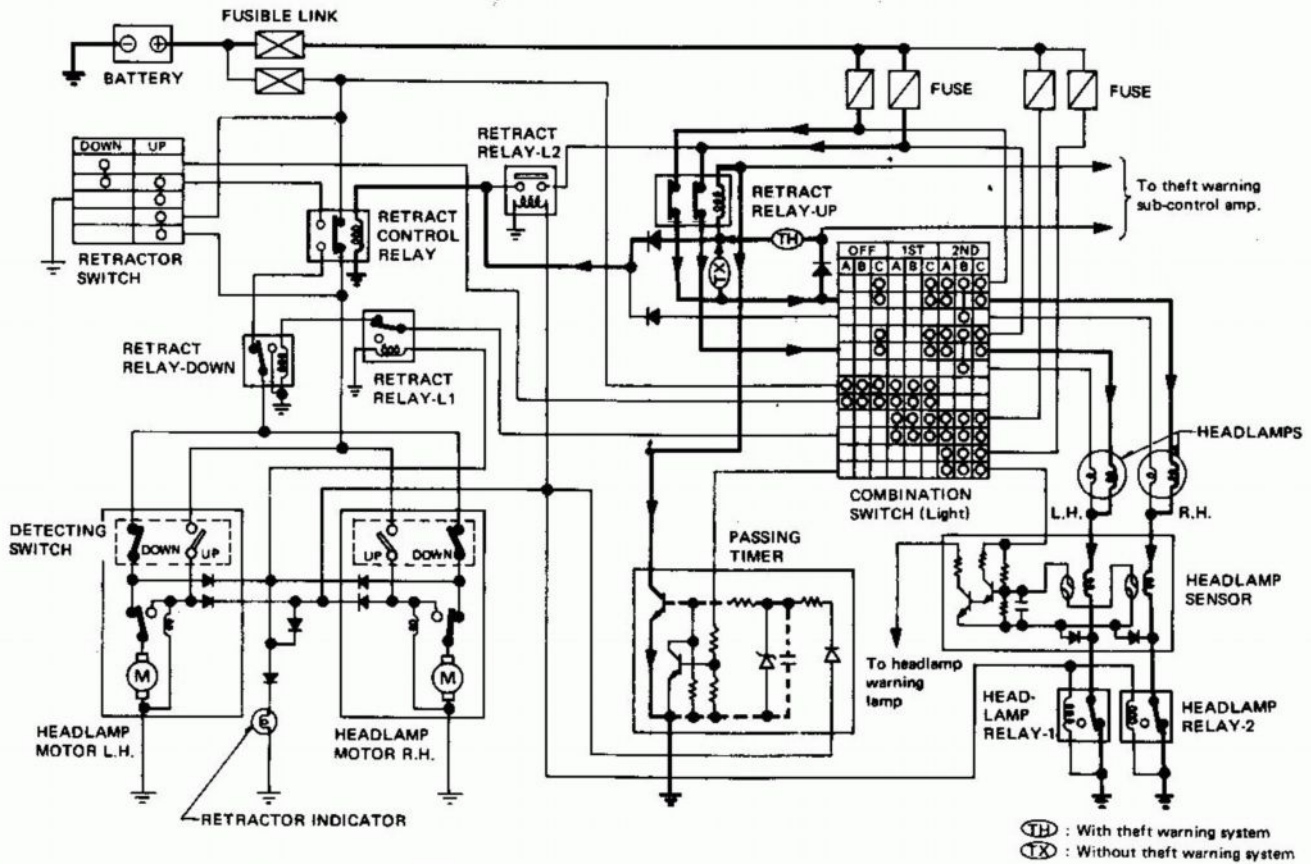 FUSIBLE LINK
BATTERY
FUSE
FUSE
DOWN UP
RETRACTOR
SWITCH
RETRACT
RELAY-L2
RETRACT
CONTROL
RELAY
RETRACT
RELAY-UP
To theft warning
sub-control amp.
TH
TX
OFF 1ST 2ND
A B C A B C A B C
RETRACT
RELAY-DOWN
RETRACT
RELAY-L1
HEADLAMPS
COMBINATION
SWITCH (Light)
L.H.
R.H.
DETECTING
SWITCH
DOWN
UP
UP
DOWN
PASSING
TIMER
HEADLAMP
SENSOR
M
M
To headlamp
warning
lamp
HEAD-
LAMP
RELAY-1
HEADLAMP
RELAY-2
HEADLAMP
MOTOR L.H.
HEADLAMP
MOTOR R.H.
RETRACTOR INDICATOR
TH : With theft warning system
TX : Without theft warning system